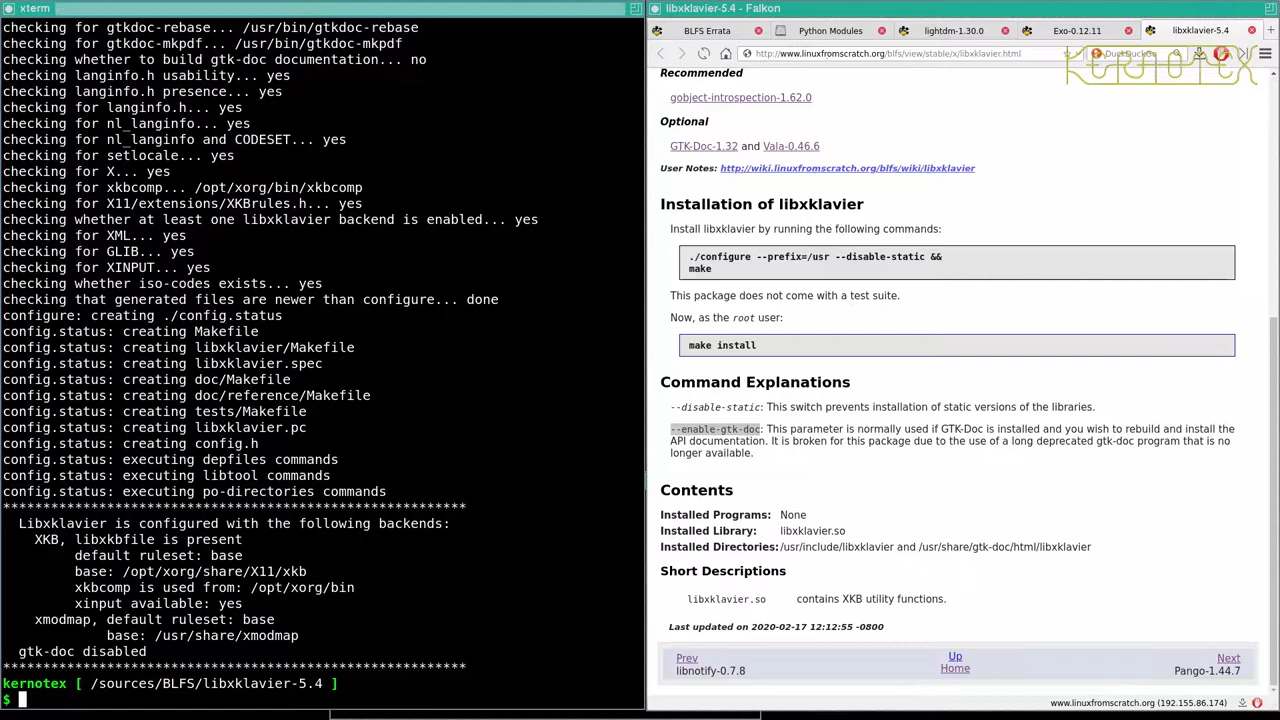 xterm
checking for gtkdoc-rebase... /usr/bin/gtkdoc-rebase
checking for gtkdoc-mkpdf... /usr/bin/gtkdoc-mkpdf
checking whether to build gtk-doc documentation... no
checking langinfo.h usability... yes
checking langinfo.h presence... yes
checking for langinfo.h... yes
checking for nl_langinfo... yes
checking for nl_langinfo and CODESET... yes
checking for setlocale... yes
checking for X... yes
checking for xkbcomp... /opt/xorg/bin/xkbcomp
checking for X11/extensions/XKBrules.h... yes
checking whether at least one libxklavier backend is enabled... yes
checking for XML... yes
checking for GLIB... yes
checking for XINPUT... yes
checking whether iso-codes exists... yes
checking that generated files are newer than configure... done
configure: creating ./config.status
config.status: creating Makefile
config.status: creating libxklavier/Makefile
config.status: creating libxklavier.spec
config.status: creating doc/Makefile
config.status: creating doc/reference/Makefile
config.status: creating tests/Makefile
config.status: creating libxklavier.pc
config.status: creating config.h
config.status: executing depfiles commands
config.status: executing libtool commands
config.status: executing po-directories commands
**********************************************************
Libxklavier is configured with the following backends:
XKB, libxkbfile is present
default ruleset: base
base: /opt/xorg/share/X11/xkb
xkbcomp is used from: /opt/xorg/bin
xinput available: yes
xmodmap, default ruleset: base
base: /usr/share/xmodmap
gtk-doc disabled
**********************************************************
kernotex [ /sources/BLFS/libxklavier-5.4 ]
$
libxklavier-5.4 - Falkon
BLFS Errata
Python Modules
lightdm-1.30.0
Exo-0.12.11
libxklavier-5.4
http://www.linuxfromscratch.org/blfs/view/stable/x/libxklavier.html
DuckDuckGo
KERNOTEX
Recommended
gobject-introspection-1.62.0
Optional
GTK-Doc-1.32 and Vala-0.46.6
User Notes: http://wiki.linuxfromscratch.org/blfs/wiki/libxklavier
Installation of libxklavier
Install libxklavier by running the following commands:
./configure --prefix=/usr --disable-static &&
make
This package does not come with a test suite.
Now, as the root user:
make install
Command Explanations
--disable-static: This switch prevents installation of static versions of the libraries.
--enable-gtk-doc: This parameter is normally used if GTK-Doc is installed and you wish to rebuild and install the
API documentation. It is broken for this package due to the use of a long deprecated gtk-doc program that is no
longer available.
Contents
Installed Programs: None
Installed Library: libxklavier.so
Installed Directories: /usr/include/libxklavier and /usr/share/gtk-doc/html/libxklavier
Short Descriptions
libxklavier.so contains XKB utility functions.
Last updated on 2020-02-17 12:12:55 -0800
Prev Up Next
libnotify-0.7.8 Home Pango-1.44.7
www.linuxfromscratch.org (192.155.86.174)